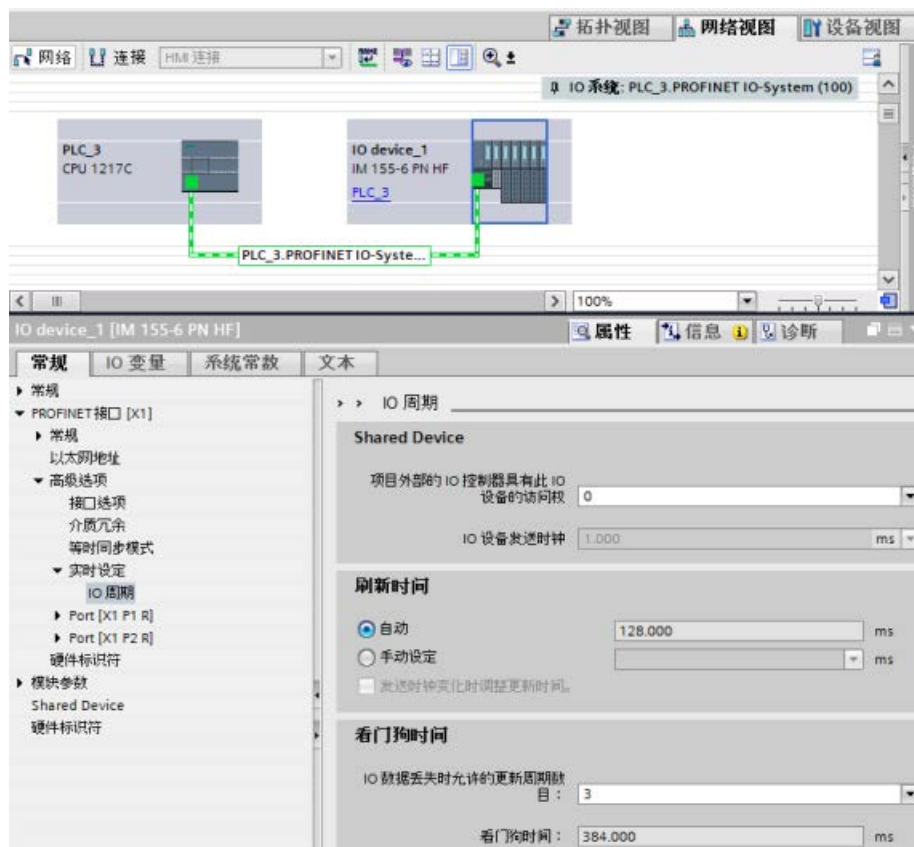 拓扑视图 网络视图 设备视图
网络 连接 HMI 连接
IO 系统: PLC_3.PROFINET IO-System (100)
PLC_3
CPU 1217C
IO device_1
IM 155-6 PN HF
PLC_3
PLC_3.PROFINET IO-Syste...
100%
IO device_1 [IM 155-6 PN HF]
属性 信息 诊断
常规 IO 变量 系统常数 文本
常规
PROFINET接口 [X1]
常规
以太网地址
高级选项
接口选项
介质冗余
等时同步模式
实时设定
IO 周期
Port [X1 P1 R]
Port [X1 P2 R]
硬件标识符
模块参数
Shared Device
硬件标识符
> > IO 周期
Shared Device
项目外部的 IO 控制器具有此 IO
设备的访问权 0
IO 设备发送时钟 1.000 ms
刷新时间
自动 128.000 ms
手动设定 ms
发送时钟变化时调整更新时间。
看门狗时间
IO 数据丢失时允许的更新周期数
目： 3
看门狗时间： 384.000 ms